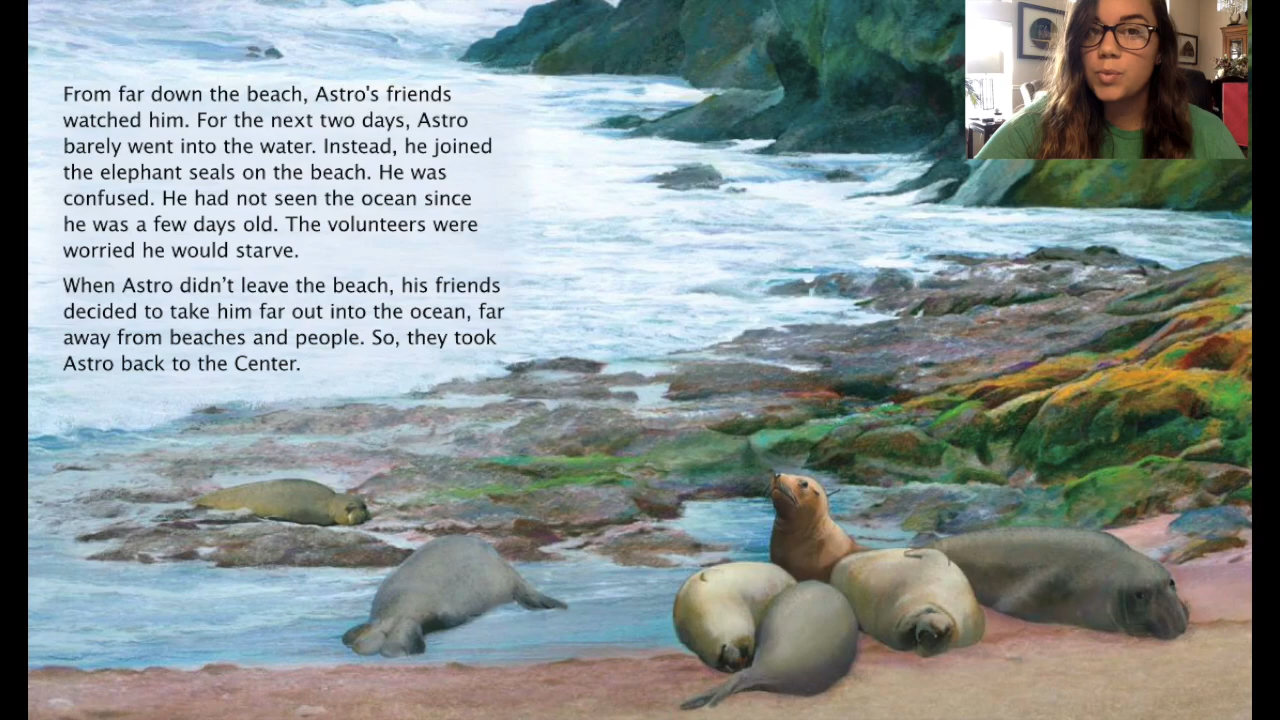 From far down the beach, Astro's friends
watched him. For the next two days, Astro
barely went into the water. Instead, he joined
the elephant seals on the beach. He was
confused. He had not seen the ocean since
he was a few days old. The volunteers were
worried he would starve.
When Astro didn’t leave the beach, his friends
decided to take him far out into the ocean, far
away from beaches and people. So, they took
Astro back to the Center.